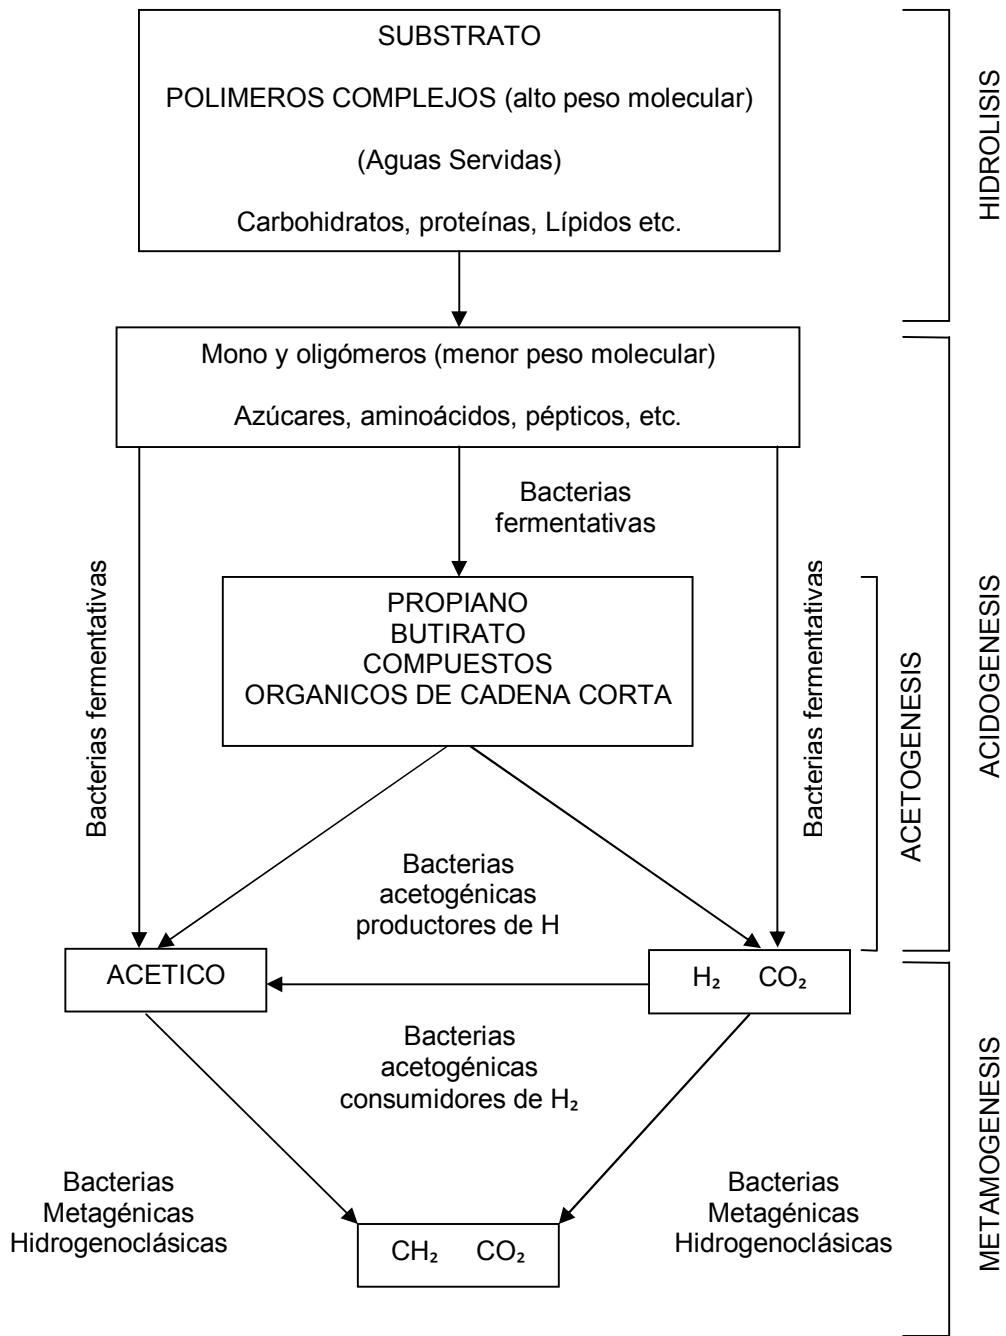 SUBSTRATO
POLIMEROS COMPLEJOS (alto peso molecular)
(Aguas Servidas)
Carbohidratos, proteínas, Lípidos etc.
HIDROLISIS
Mono y oligómeros (menor peso molecular)
Azúcares, aminoácidos, pépticos, etc.
Bacterias
fermentativas
Bacterias fermentativas
PROPIANO
BUTIRATO
COMPUESTOS
ORGANICOS DE CADENA CORTA
Bacterias fermentativas
ACETOGENESIS
ACIDOGENESIS
Bacterias
acetogénicas
productores de H
ACETICO
H₂ CO₂
Bacterias
acetogénicas
consumidores de H₂
Bacterias
Metagénicas
Hidrogenoclásicas
Bacterias
Metagénicas
Hidrogenoclásicas
CH₂ CO₂
METAMOGENESIS